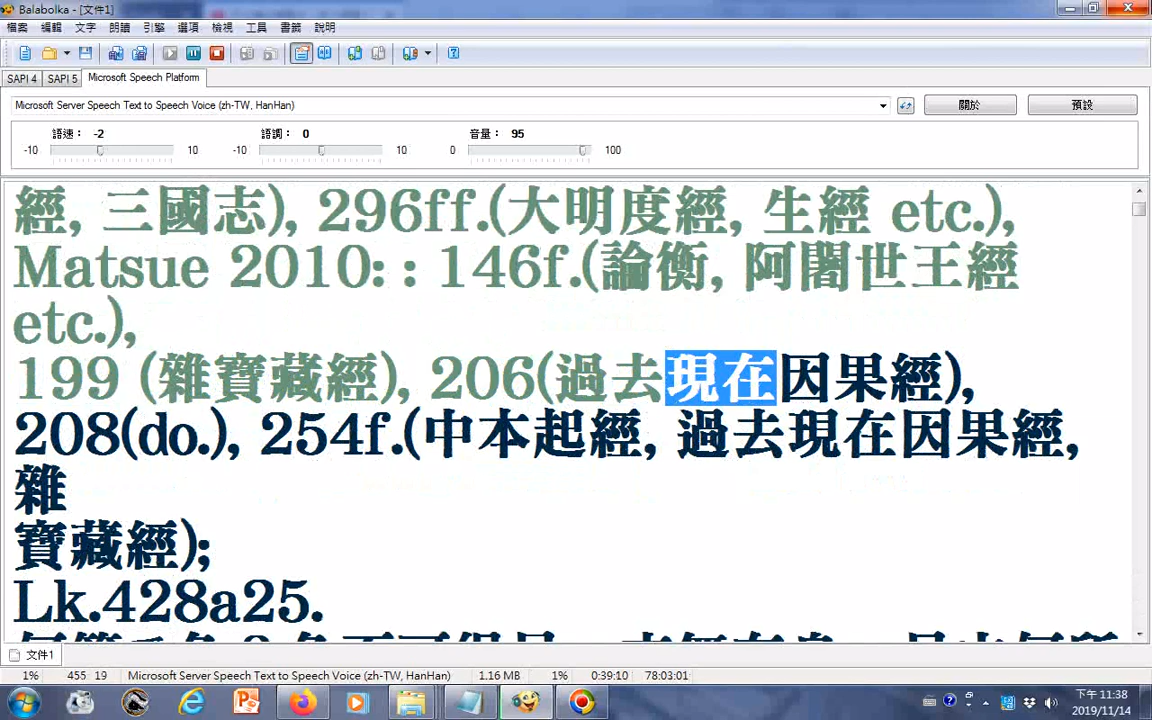 Balabolka - [文件1]
檔案 編輯 文字 朗讀 引擎 選項 檢視 工具 書籤 說明
SAPI 4 SAPI 5 Microsoft Speech Platform
Microsoft Server Speech Text to Speech Voice (zh-TW, HanHan) 關於 預設
語速： -2 語調： 0 音量： 95
-10 10 -10 10 0 100
經, 三國志), 296ff.(大明度經, 生經 etc.),
Matsue 2010: : 146f.(論衡, 阿闍世王經
etc.),
199 (雜寶藏經), 206(過去現在因果經),
208(do.), 254f.(中本起經, 過去現在因果經,
雜
寶藏經);
Lk.428a25.
文件1
1% 455 19 Microsoft Server Speech Text to Speech Voice (zh-TW, HanHan) 1.16 MB 1% 0:39:10 78:03:01
下午 11:38
2019/11/14